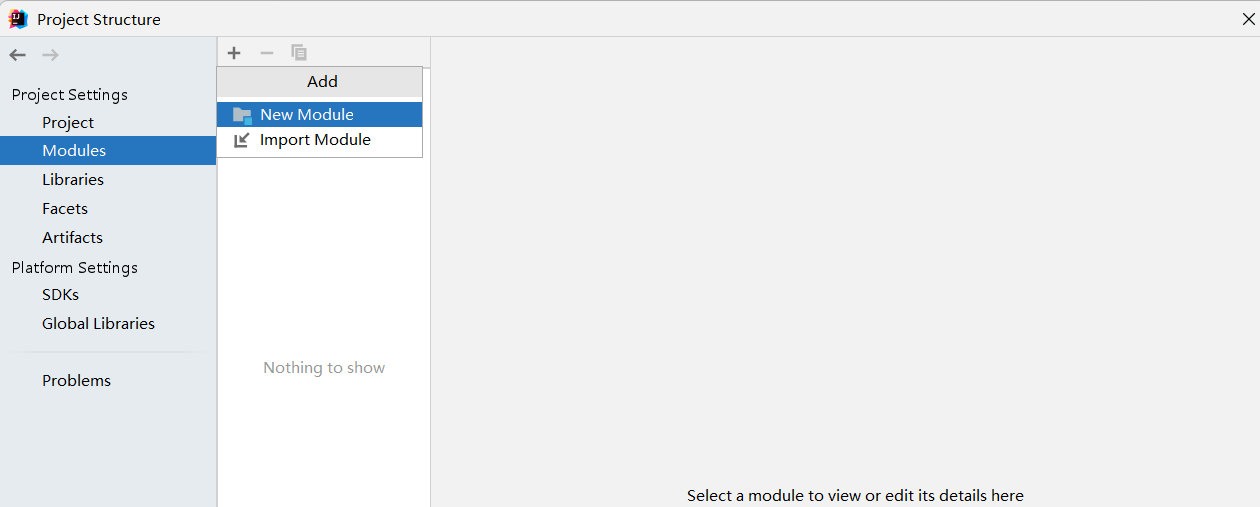 Project Structure
Project Settings
Project
Modules
Libraries
Facets
Artifacts
Platform Settings
SDKs
Global Libraries
Problems
Add
New Module
Import Module
Nothing to show
Select a module to view or edit its details here